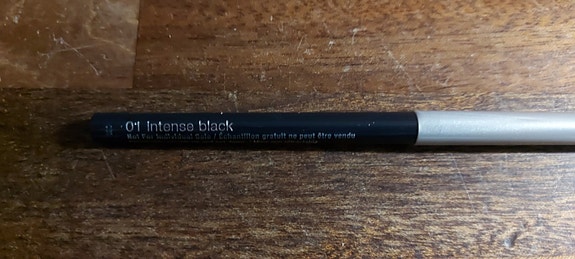 01 intense black
Not For Individual Sale / Échantillon gratuit ne peut être vendu